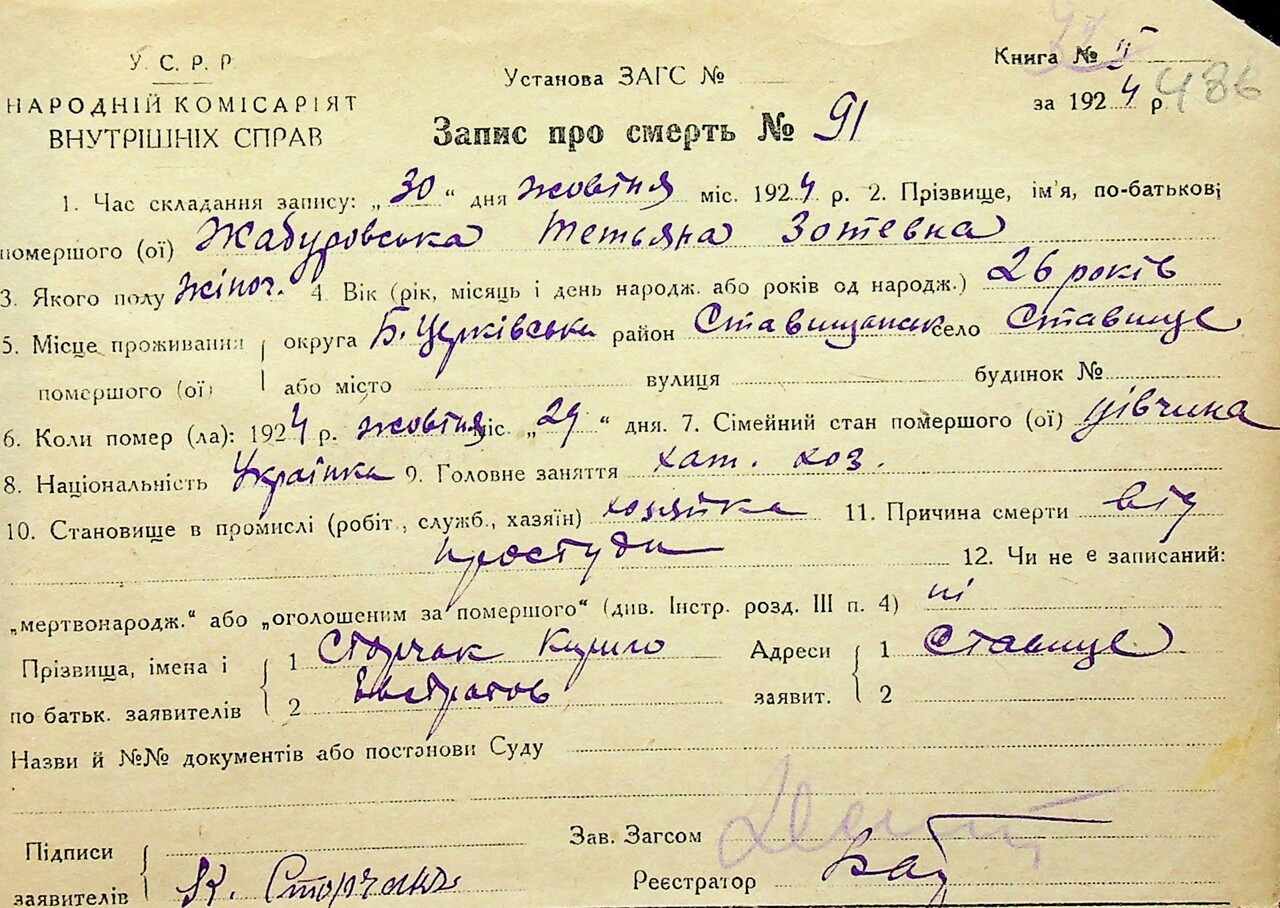 У. С. Р. Р.
НАРОДНІЙ КОМІСАРІЯТ
ВНУТРІШНІХ СПРАВ
Установа ЗАГС №
Книга № II
за 1924 р. 486
Запис про смерть № 91
1. Час складання запису: „30“ дня жовтня міс. 1924 р. 2. Прізвище, ім'я, по-батькові
помершого (ої) Жабуровська Тетьяна Зотевна
3. Якого полу жіноч. 4. Вік (рік, місяць і день народж. або років од народж.) 26 років
5. Місце проживання округа Б. Церківська район Ставищанськ село Ставище
помершого (ої) або місто вулиця будинок №
6. Коли помер (ла): 1924 р. жовтня міс. „29“ дня. 7. Сімейний стан помершого (ої) дівчина
8. Національність Українка 9. Головне заняття хат. хоз.
10. Становище в промислі (робіт., служб., хазяїн) хозяйка 11. Причина смерти від
простуди 12. Чи не є записаний:
„мертвонародж.“ або „оголошеним за помершого“ (див. Інстр. розд. III п. 4) ні
Прізвища, імена і 1 Сторчак Кирило Адреси 1 Ставище
по батьк. заявителів 2 Евстратов заявит. 2
Назви й №№ документів або постанови Суду
Підписи Зав. Загсом
заявителів К. Сторчак Реєстратор